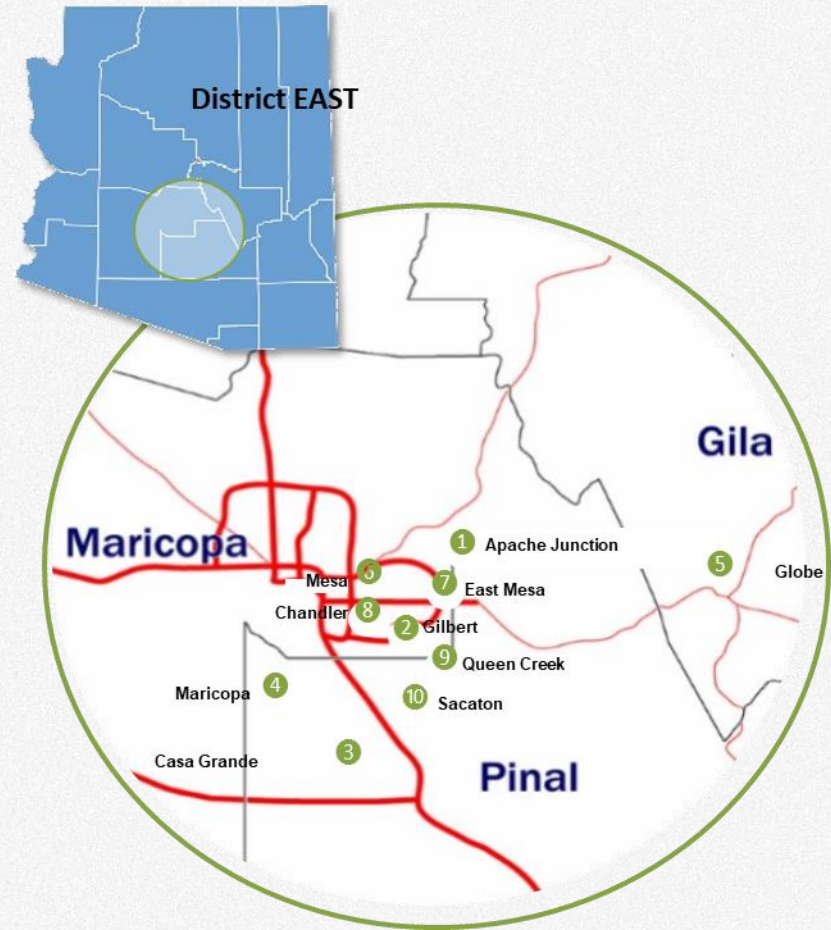 District EAST
Gila
Maricopa
1 Apache Junction
5 Globe
Mesa 6
7 East Mesa
Chandler 8
2 Gilbert
9 Queen Creek
Maricopa 4
10 Sacaton
Casa Grande 3
Pinal